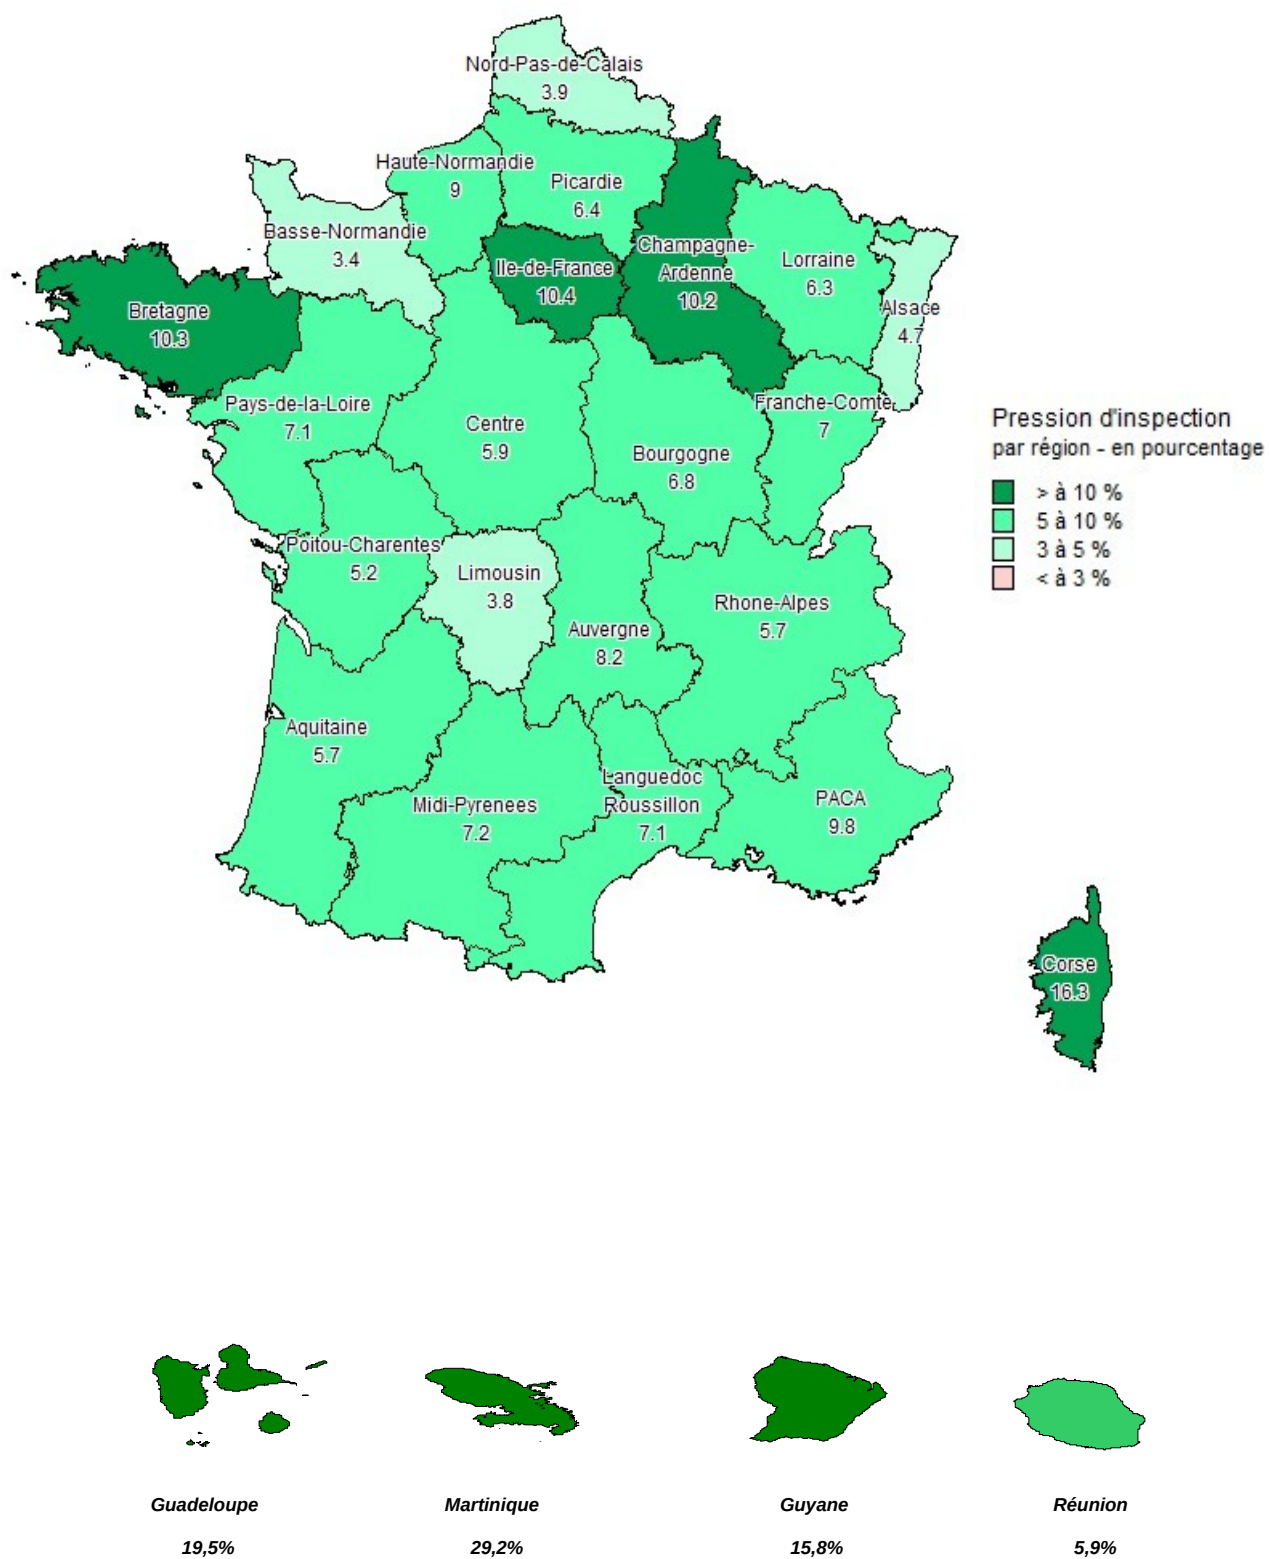 Nord-Pas-de-Calais
3.9
Haute-Normandie
9
Picardie
6.4
Basse-Normandie
3.4
Ile-de-France
10.4
Champagne-
Ardenne
10.2
Lorraine
6.3
Alsace
4.7
Bretagne
10.3
Pays-de-la-Loire
7.1
Centre
5.9
Bourgogne
6.8
Franche-Comte
7
Pression d'inspection
par région - en pourcentage
> à 10 %
5 à 10 %
3 à 5 %
< à 3 %
Poitou-Charentes
5.2
Limousin
3.8
Auvergne
8.2
Rhone-Alpes
5.7
Aquitaine
5.7
Midi-Pyrenees
7.2
Languedoc
Roussillon
7.1
PACA
9.8
Corse
16.3
Guadeloupe
19,5%
Martinique
29,2%
Guyane
15,8%
Réunion
5,9%